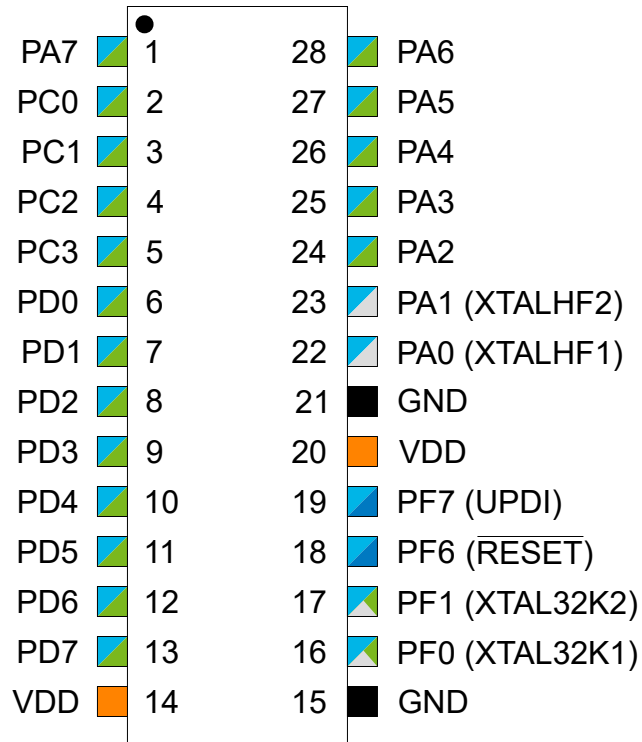 PA7 1 28 PA6
PC0 2 27 PA5
PC1 3 26 PA4
PC2 4 25 PA3
PC3 5 24 PA2
PD0 6 23 PA1 (XTALHF2)
PD1 7 22 PA0 (XTALHF1)
PD2 8 21 GND
PD3 9 20 VDD
PD4 10 19 PF7 (UPDI)
PD5 11 18 PF6 (RESET)
PD6 12 17 PF1 (XTAL32K2)
PD7 13 16 PF0 (XTAL32K1)
VDD 14 15 GND